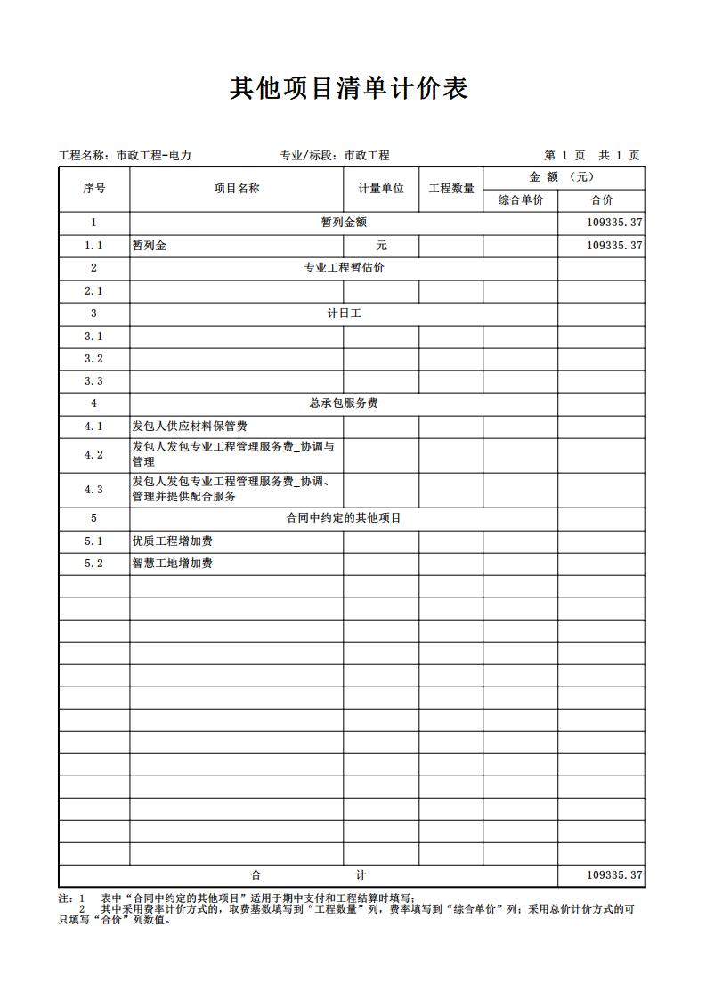 其他项目清单计价表
工程名称：市政工程-电力 专业/标段：市政工程 第 1 页 共 1 页
序号 项目名称 计量单位 工程数量 金 额 （元）
综合单价 合价
1 暂列金额 109335.37
1.1 暂列金 元 109335.37
2 专业工程暂估价
2.1
3 计日工
3.1
3.2
3.3
4 总承包服务费
4.1 发包人供应材料保管费
4.2 发包人发包专业工程管理服务费_协调与
管理
4.3 发包人发包专业工程管理服务费_协调、
管理并提供配合服务
5 合同中约定的其他项目
5.1 优质工程增加费
5.2 智慧工地增加费
合 计 109335.37
注：1 表中“合同中约定的其他项目”适用于期中支付和工程结算时填写；
2 其中采用费率计价方式的，取费基数填写到“工程数量”列，费率填写到“综合单价”列；采用总价计价方式的可
只填写“合价”列数值。